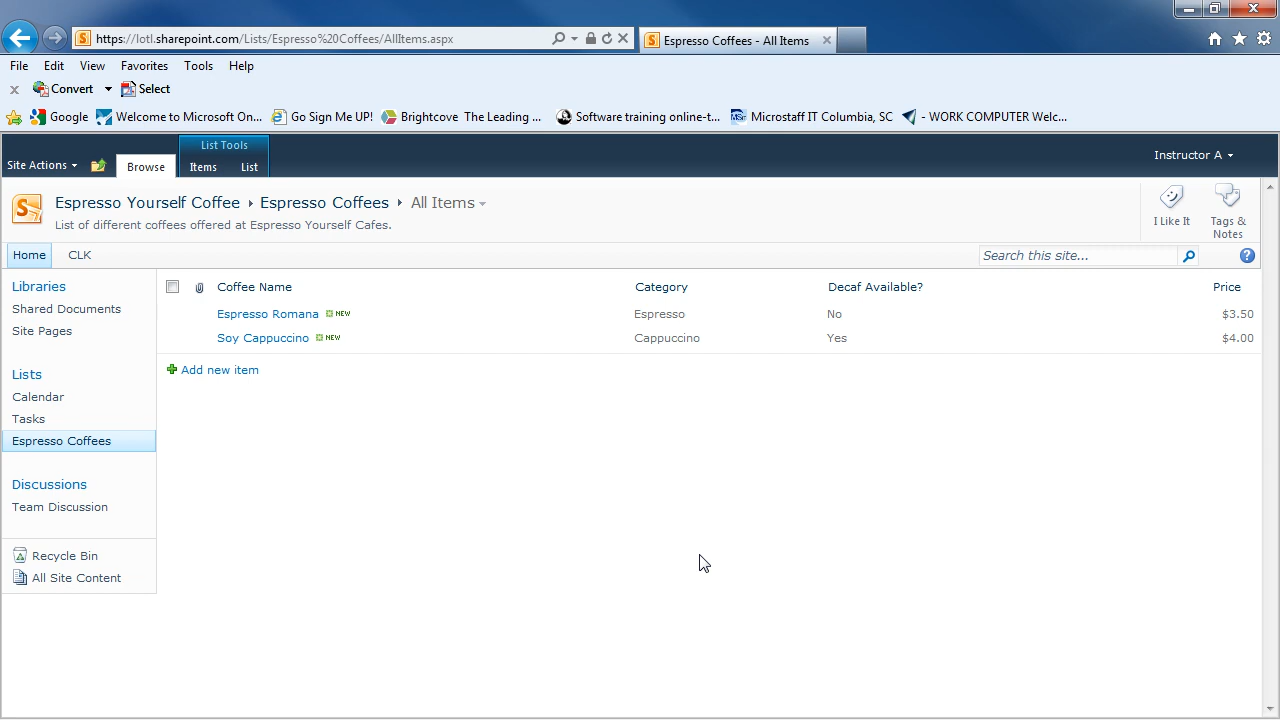 https://lotl.sharepoint.com/Lists/Espresso%20Coffees/AllItems.aspx
Espresso Coffees - All Items
File Edit View Favorites Tools Help
Convert Select
Google Welcome to Microsoft On... Go Sign Me UP! Brightcove The Leading ... Software training online-t... Microstaff IT Columbia, SC - WORK COMPUTER Welc...
List Tools
Site Actions Browse Items List Instructor A
Espresso Yourself Coffee Espresso Coffees All Items
List of different coffees offered at Espresso Yourself Cafes.
I Like It
Tags & Notes
Home CLK Search this site...
Libraries
Shared Documents
Site Pages
Lists
Calendar
Tasks
Espresso Coffees
Discussions
Team Discussion
Recycle Bin
All Site Content
Coffee Name Category Decaf Available? Price
Espresso Romana NEW Espresso No $3.50
Soy Cappuccino NEW Cappuccino Yes $4.00
Add new item